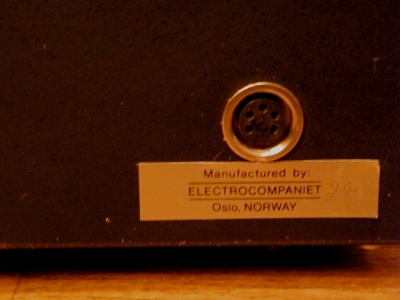 Manufactured by:
ELECTROCOMPANIET
Oslo, NORWAY